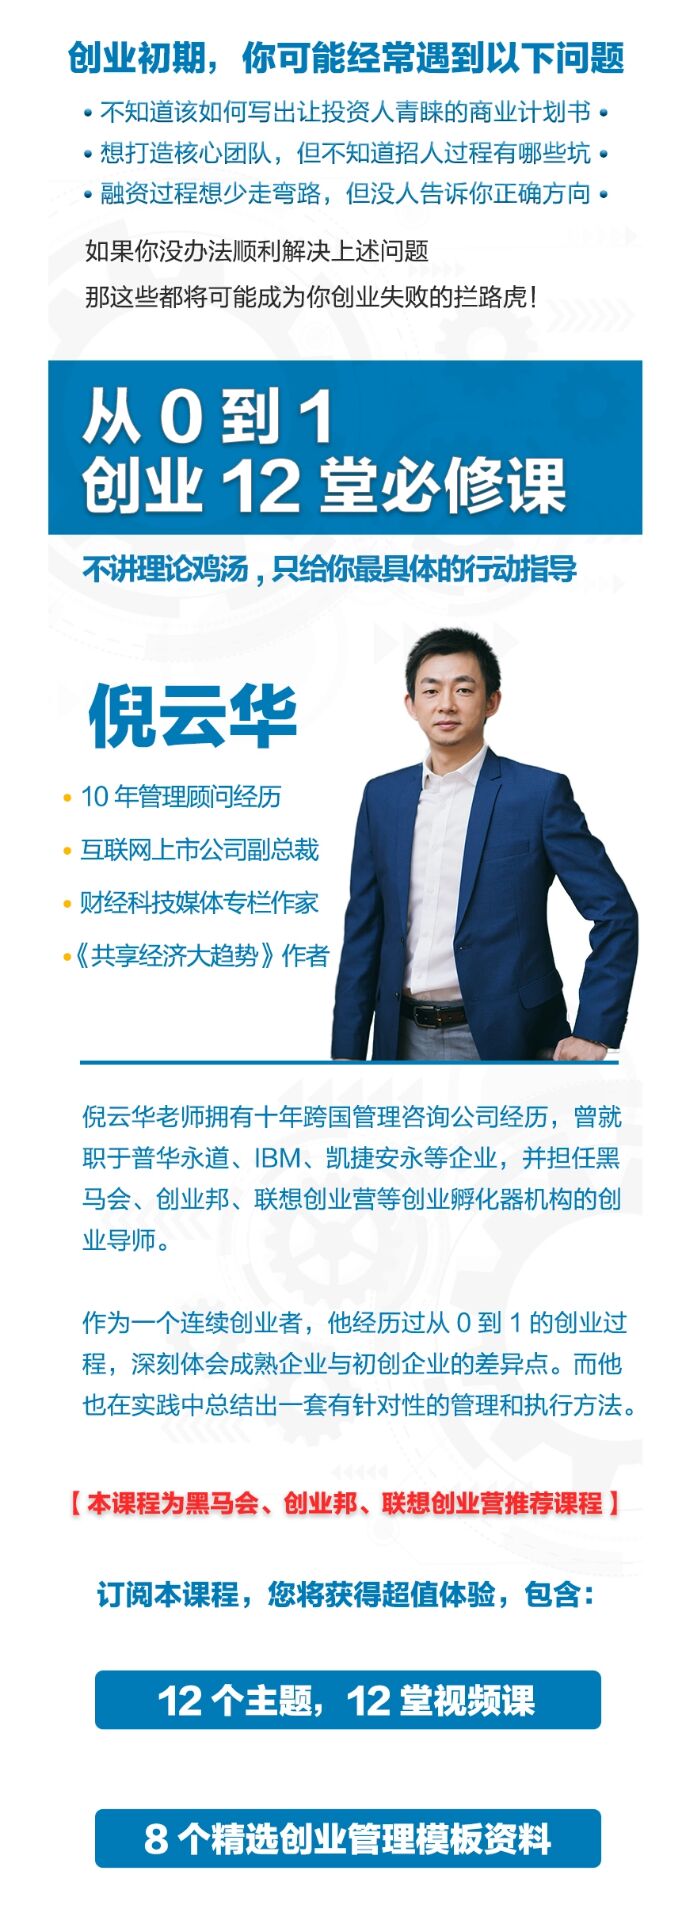 创业初期，你可能经常遇到以下问题
• 不知道该如何写出让投资人青睐的商业计划书 •
• 想打造核心团队，但不知道招人过程有哪些坑 •
• 融资过程想少走弯路，但没人告诉你正确方向 •
如果你没办法顺利解决上述问题
那这些都将可能成为你创业失败的拦路虎！
从 0 到 1
创业 12 堂必修课
不讲理论鸡汤，只给你最具体的行动指导
倪云华
• 10 年管理顾问经历
• 互联网上市公司副总裁
• 财经科技媒体专栏作家
•《共享经济大趋势》作者
倪云华老师拥有十年跨国管理咨询公司经历，曾就
职于普华永道、IBM、凯捷安永等企业，并担任黑
马会、创业邦、联想创业营等创业孵化器机构的创
业导师。
作为一个连续创业者，他经历过从 0 到 1 的创业过
程，深刻体会成熟企业与初创企业的差异点。而他
也在实践中总结出一套有针对性的管理和执行方法。
【 本课程为黑马会、创业邦、联想创业营推荐课程 】
订阅本课程，您将获得超值体验，包含：
12 个主题，12 堂视频课
8 个精选创业管理模板资料